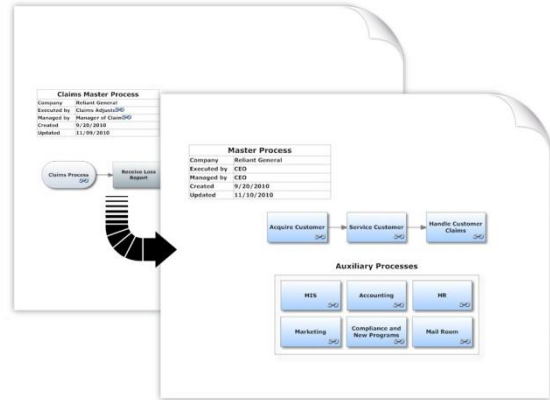 Claims Master Process
Company Reliant General
Executed by Claims Adjusts
Managed by Manager of Claim
Created 9/20/2010
Updated 11/09/2010
Claims Process
Receive Loss
Report
Master Process
Company Reliant General
Executed by CEO
Managed by CEO
Created 9/20/2010
Updated 11/10/2010
Acquire Customer
Service Customer
Handle Customer
Claims
Auxiliary Processes
MIS
Accounting
HR
Marketing
Compliance and
New Programs
Mail Room